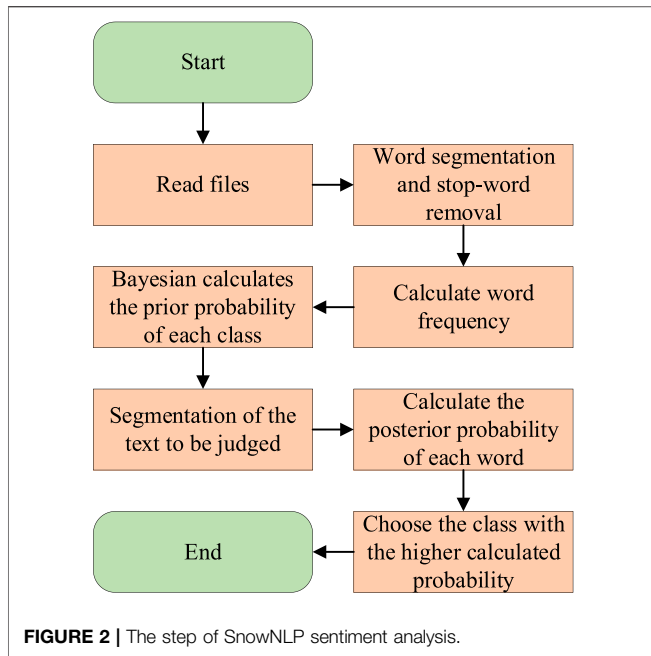 Start
Read files
Word segmentation
and stop-word
removal
Calculate word
frequency
Bayesian calculates
the prior probability
of each class
Segmentation of the
text to be judged
Calculate the
posterior probability
of each word
Choose the class with
the higher calculated
probability
End
FIGURE 2 | The step of SnowNLP sentiment analysis.